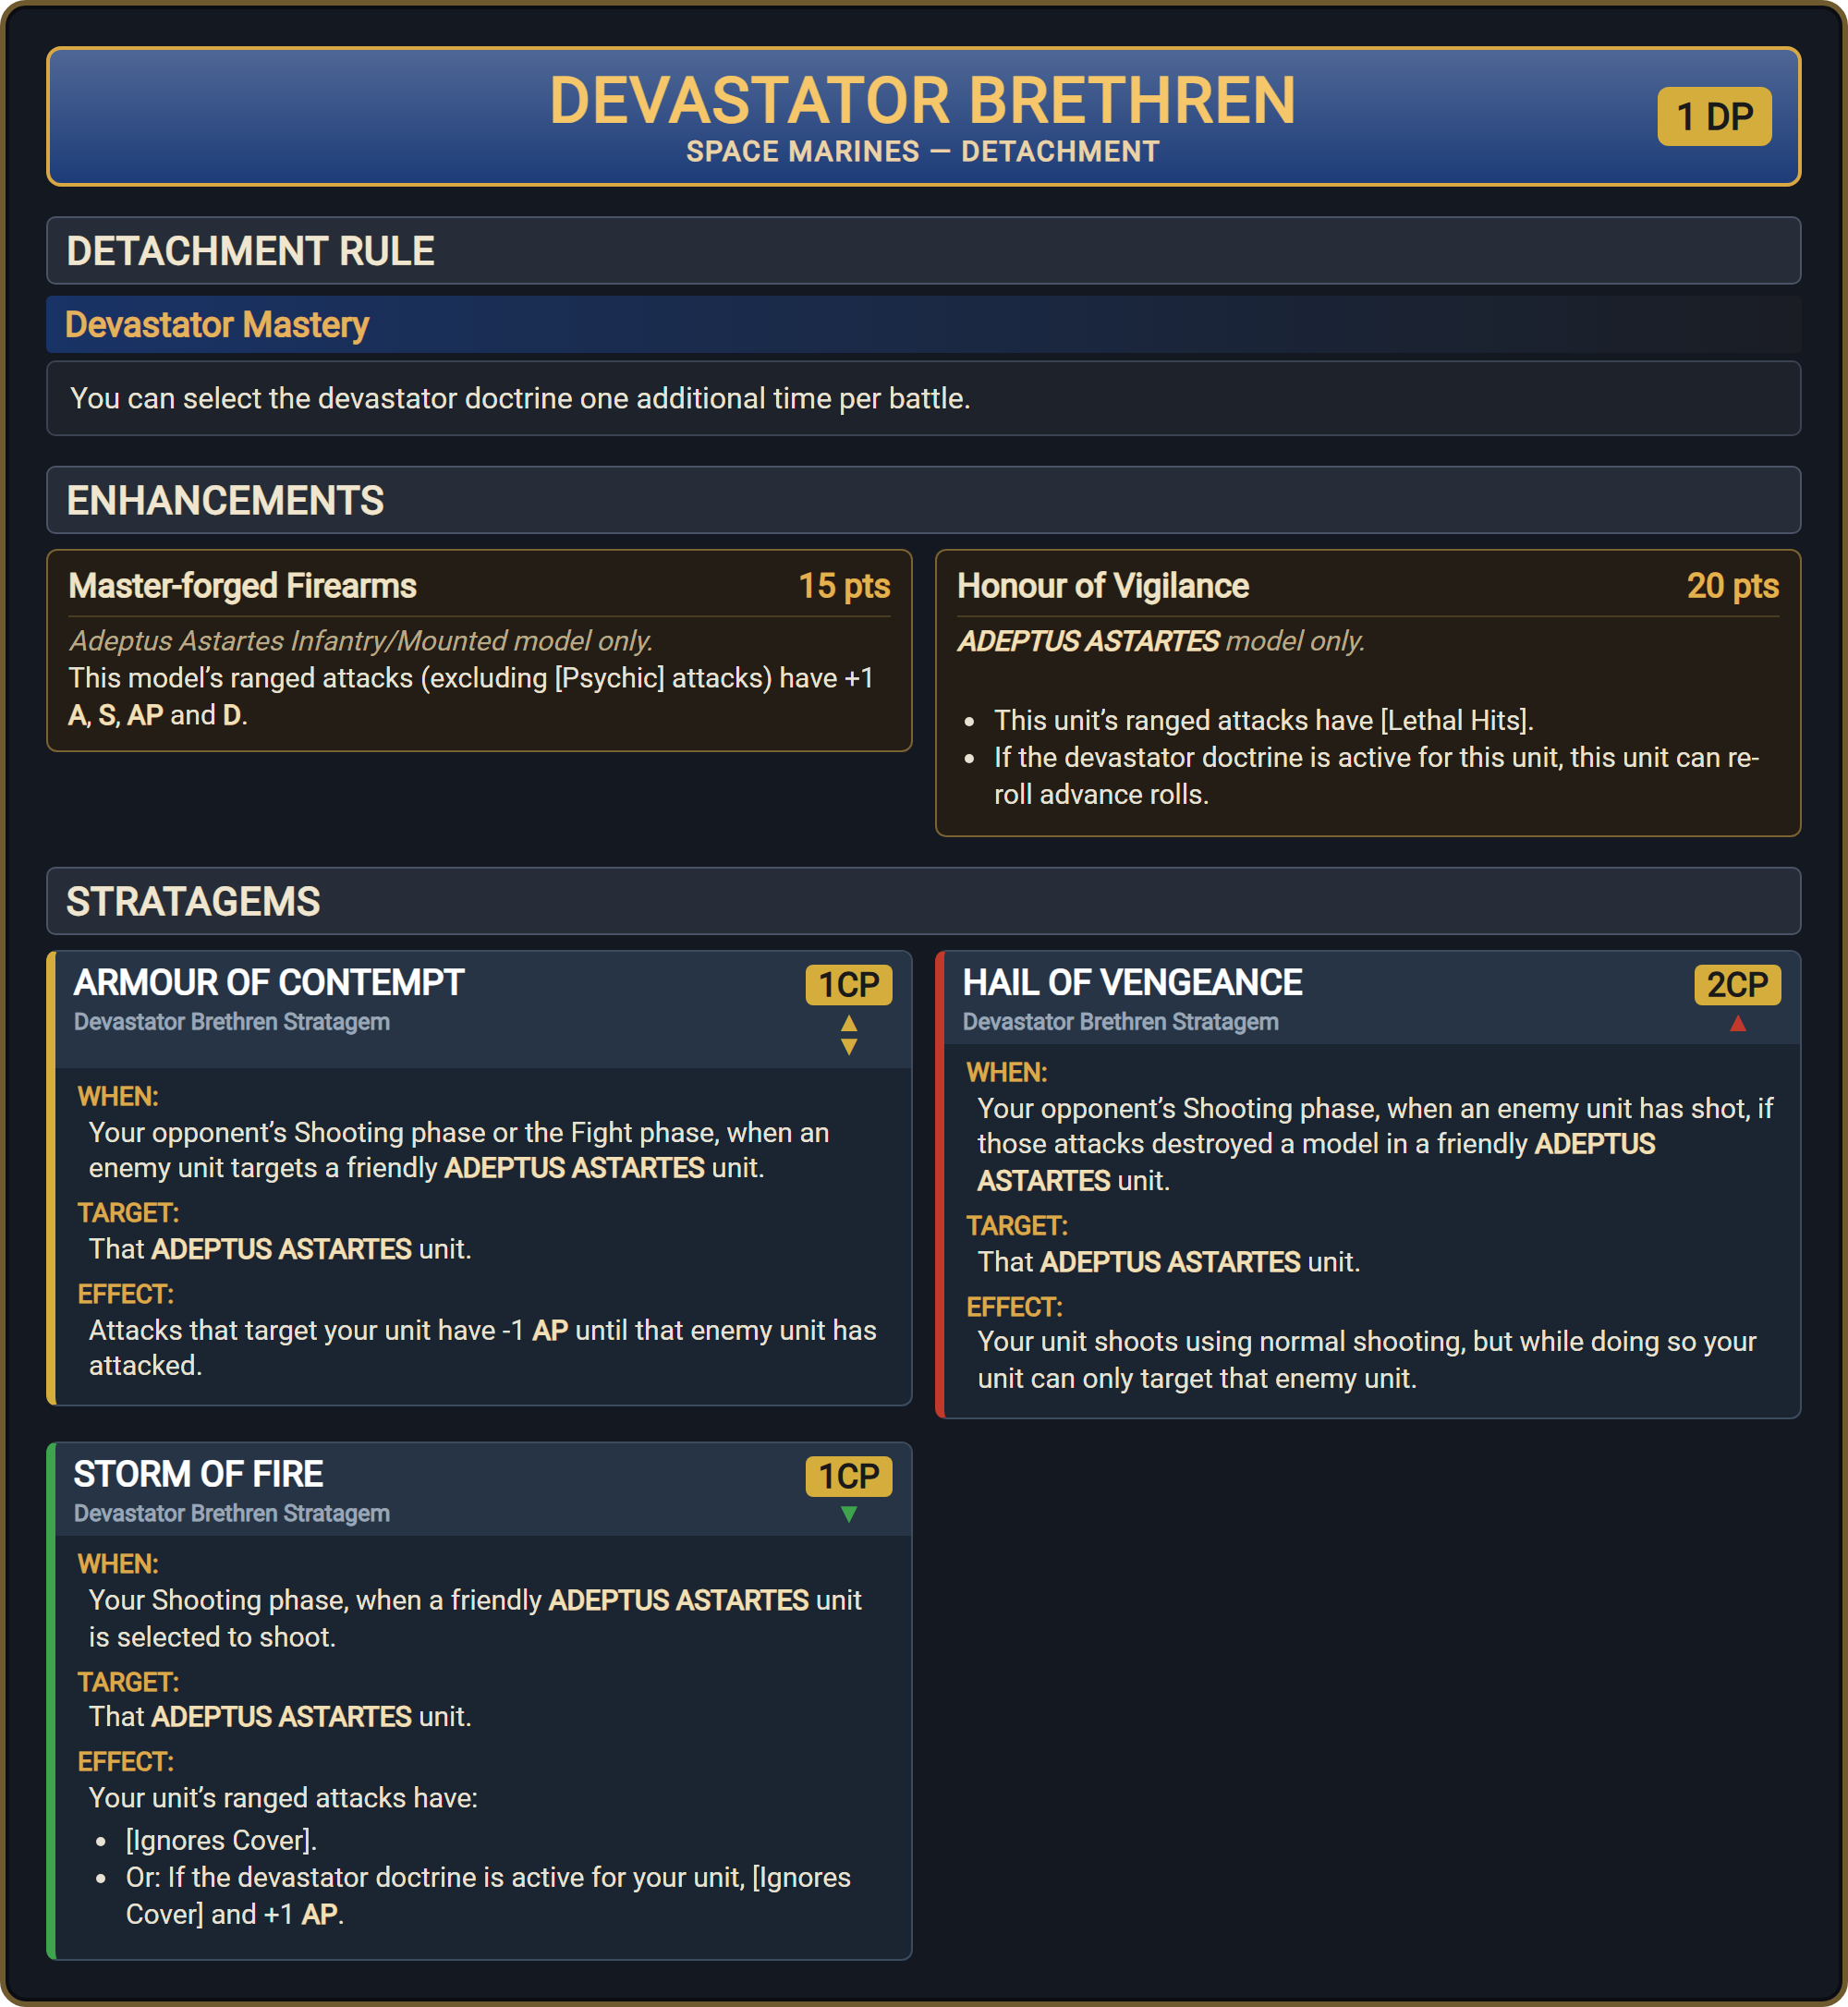 DEVASTATOR BRETHREN
SPACE MARINES — DETACHMENT
1 DP
DETACHMENT RULE
Devastator Mastery
You can select the devastator doctrine one additional time per battle.
ENHANCEMENTS
Master-forged Firearms
15 pts
Adeptus Astartes Infantry/Mounted model only.
This model’s ranged attacks (excluding [Psychic] attacks) have +1
A, S, AP and D.
Honour of Vigilance
20 pts
ADEPTUS ASTARTES model only.
• This unit’s ranged attacks have [Lethal Hits].
• If the devastator doctrine is active for this unit, this unit can re-
roll advance rolls.
STRATAGEMS
ARMOUR OF CONTEMPT
1CP
Devastator Brethren Stratagem
WHEN:
Your opponent’s Shooting phase or the Fight phase, when an
enemy unit targets a friendly ADEPTUS ASTARTES unit.
TARGET:
That ADEPTUS ASTARTES unit.
EFFECT:
Attacks that target your unit have -1 AP until that enemy unit has
attacked.
HAIL OF VENGEANCE
2CP
Devastator Brethren Stratagem
WHEN:
Your opponent’s Shooting phase, when an enemy unit has shot, if
those attacks destroyed a model in a friendly ADEPTUS
ASTARTES unit.
TARGET:
That ADEPTUS ASTARTES unit.
EFFECT:
Your unit shoots using normal shooting, but while doing so your
unit can only target that enemy unit.
STORM OF FIRE
1CP
Devastator Brethren Stratagem
WHEN:
Your Shooting phase, when a friendly ADEPTUS ASTARTES unit
is selected to shoot.
TARGET:
That ADEPTUS ASTARTES unit.
EFFECT:
Your unit’s ranged attacks have:
• [Ignores Cover].
• Or: If the devastator doctrine is active for your unit, [Ignores
Cover] and +1 AP.